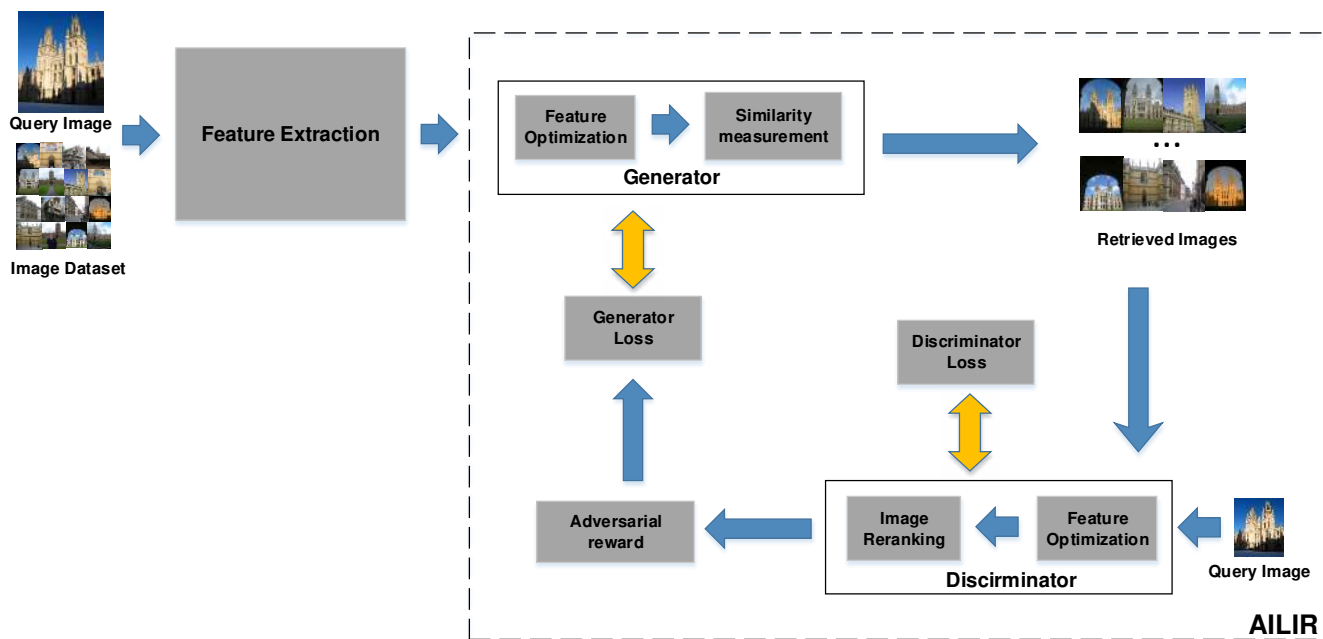 Query Image
Image Dataset
Feature Extraction
Feature
Optimization
Similarity
measurement
Generator
...
Retrieved Images
Generator
Loss
Discriminator
Loss
Adversarial
reward
Image
Reranking
Feature
Optimization
Discirminator
Query Image
AILIR